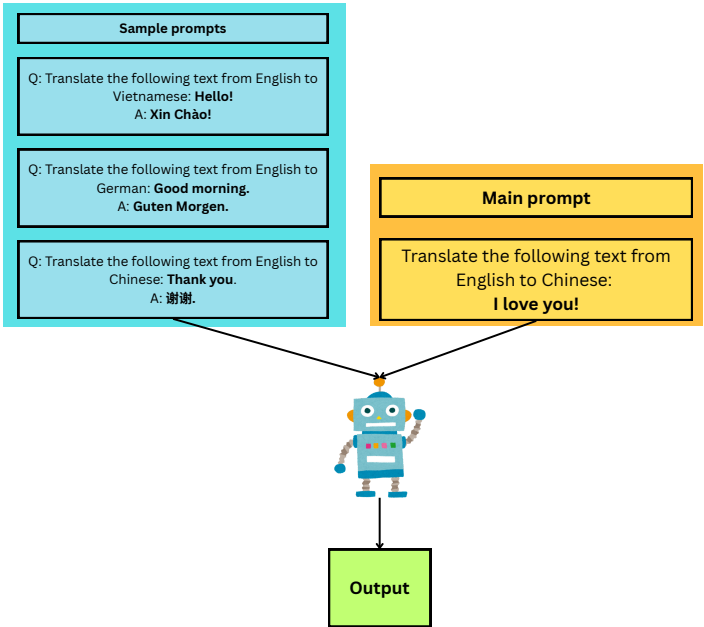 Sample prompts
Q: Translate the following text from English to
Vietnamese: Hello!
A: Xin Chào!
Q: Translate the following text from English to
German: Good morning.
A: Guten Morgen.
Q: Translate the following text from English to
Chinese: Thank you.
A: 谢谢.
Main prompt
Translate the following text from
English to Chinese:
I love you!
Output